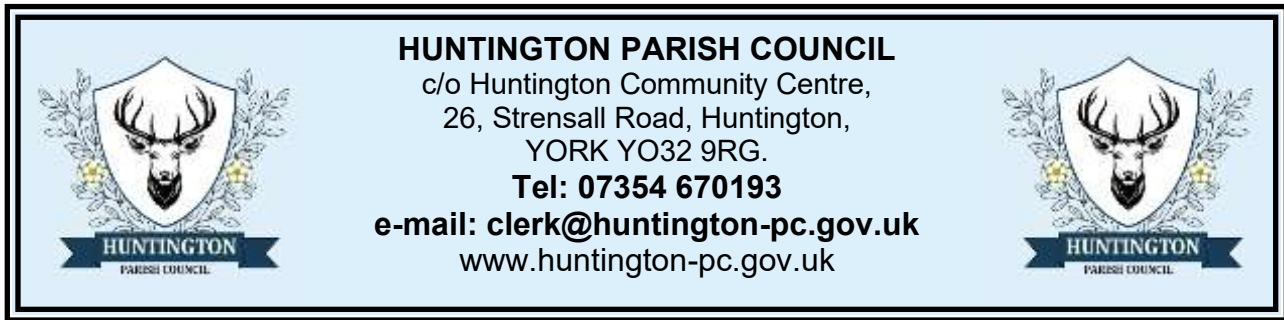 HUNTINGTON PARISH COUNCIL
c/o Huntington Community Centre,
26, Strensall Road, Huntington,
YORK YO32 9RG.
Tel: 07354 670193
e-mail: clerk@huntington-pc.gov.uk
www.huntington-pc.gov.uk
HUNTINGTON
PARISH COUNCIL
HUNTINGTON
PARISH COUNCIL